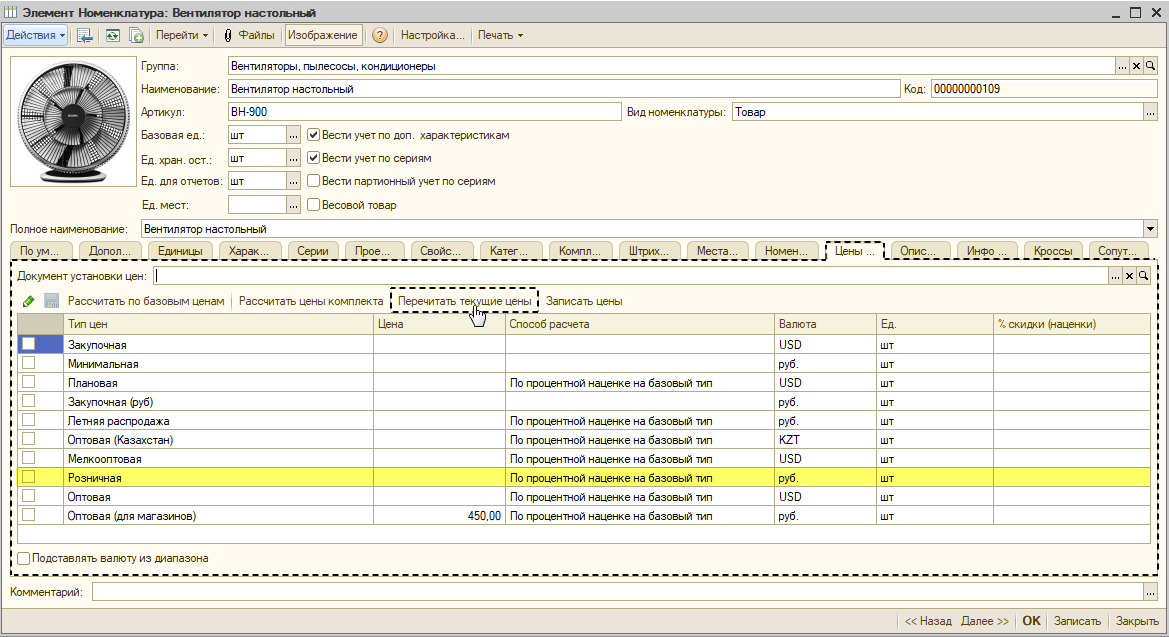 Элемент Номенклатура: Вентилятор настольный
Действия Перейти Файлы Изображение Настройка... Печать
Группа: Вентиляторы, пылесосы, кондиционеры
Наименование: Вентилятор настольный Код: 00000000109
Артикул: ВН-900 Вид номенклатуры: Товар
Базовая ед.: шт Вести учет по доп. характеристикам
Ед. хран. ост.: шт Вести учет по сериям
Ед. для отчетов: шт Вести партионный учет по сериям
Ед. мест: Весовой товар
Полное наименование: Вентилятор настольный
По ум... Допол... Единицы Харак... Серии Прое... Свойс... Катег... Компл... Штрих... Места... Номен... Цены ... Опис... Инфо ... Кроссы Сопут...
Документ установки цен:
Рассчитать по базовым ценам Рассчитать цены комплекта Перечитать текущие цены Записать цены
Тип цен Цена Способ расчета Валюта Ед. % скидки (наценки)
Закупочная USD шт
Минимальная руб. шт
Плановая По процентной наценке на базовый тип USD шт
Закупочная (руб) руб. шт
Летняя распродажа По процентной наценке на базовый тип руб. шт
Оптовая (Казахстан) По процентной наценке на базовый тип KZT шт
Мелкооптовая По процентной наценке на базовый тип USD шт
Розничная По процентной наценке на базовый тип руб. шт
Оптовая По процентной наценке на базовый тип USD шт
Оптовая (для магазинов) 450,00 По процентной наценке на базовый тип руб. шт
Подставлять валюту из диапазона
Комментарий:
<< Назад Далее >> OK Записать Закрыть